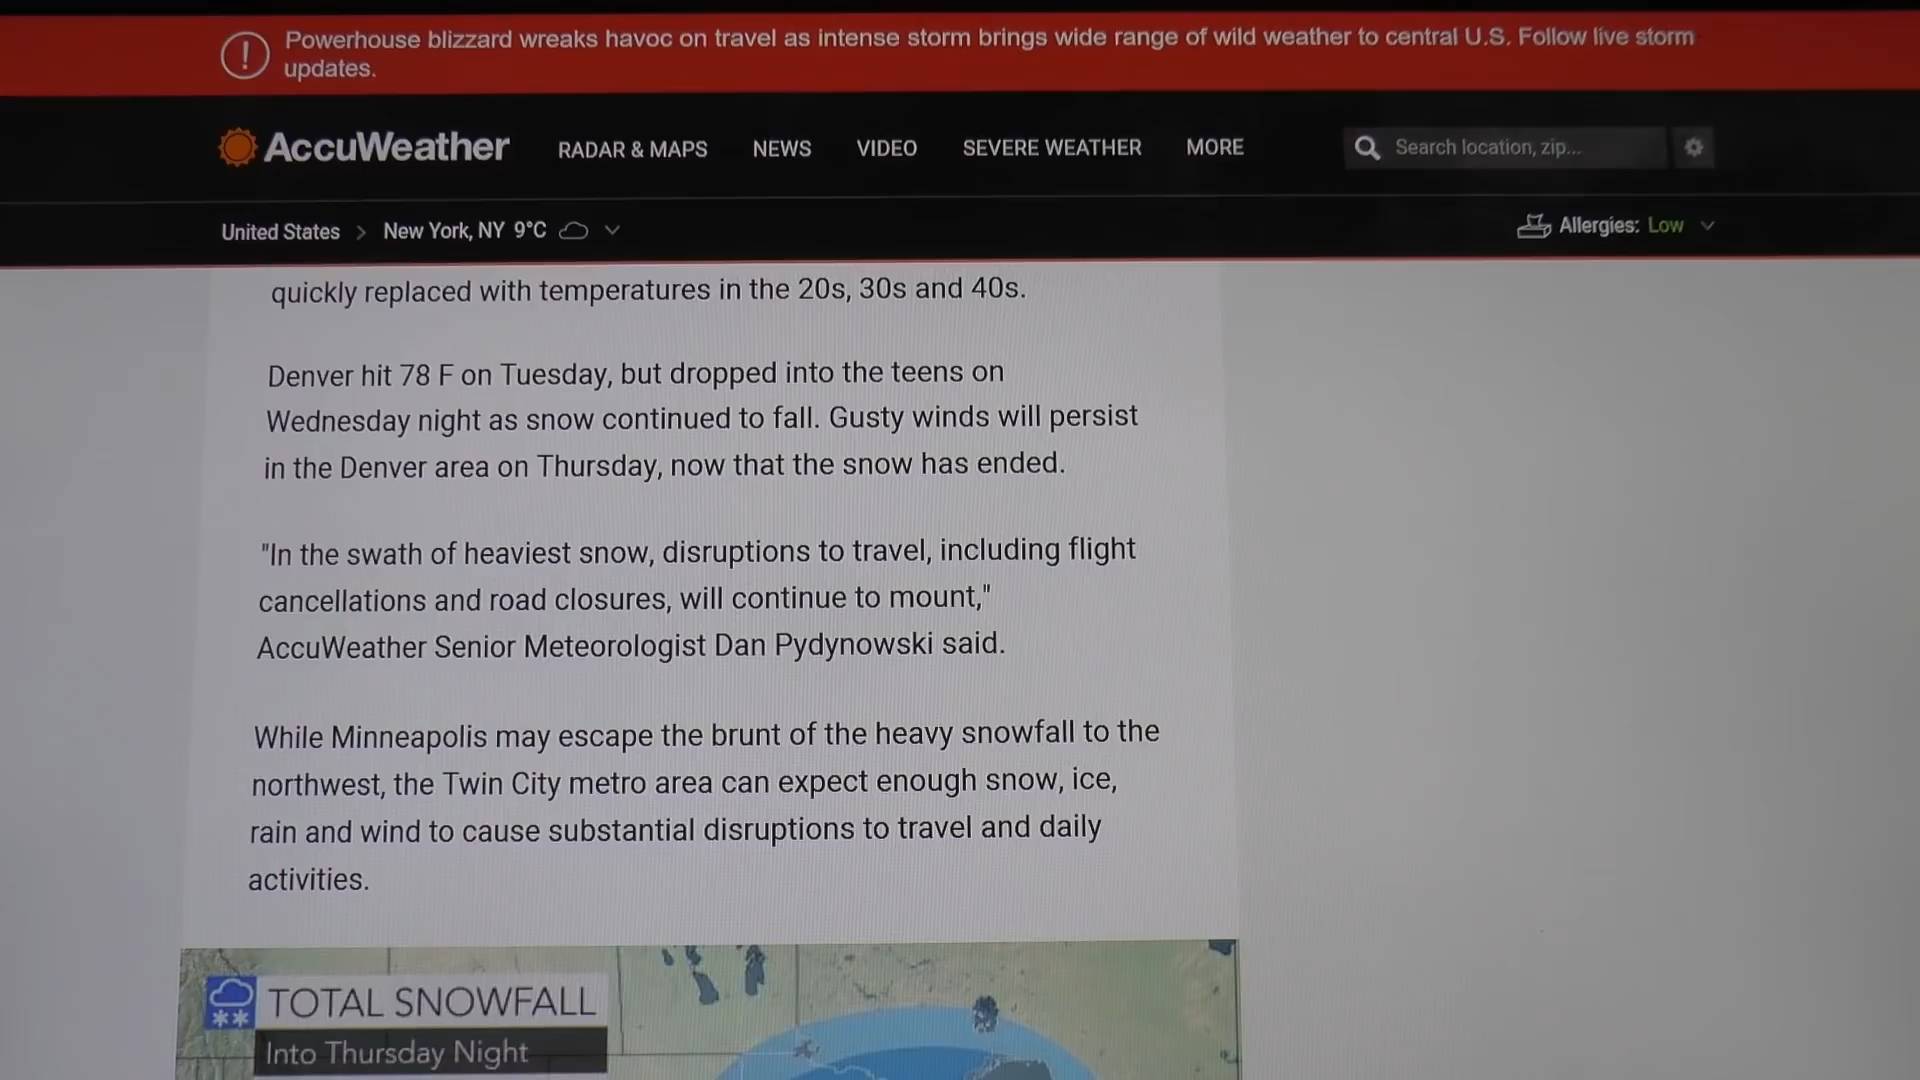 Powerhouse blizzard wreaks havoc on travel as intense storm brings wide range of wild weather to central U.S. Follow live storm
updates.
AccuWeather RADAR & MAPS NEWS VIDEO SEVERE WEATHER MORE Search location, zip...
United States > New York, NY 9°C Allergies: Low
quickly replaced with temperatures in the 20s, 30s and 40s.
Denver hit 78 F on Tuesday, but dropped into the teens on
Wednesday night as snow continued to fall. Gusty winds will persist
in the Denver area on Thursday, now that the snow has ended.
"In the swath of heaviest snow, disruptions to travel, including flight
cancellations and road closures, will continue to mount,"
AccuWeather Senior Meteorologist Dan Pydynowski said.
While Minneapolis may escape the brunt of the heavy snowfall to the
northwest, the Twin City metro area can expect enough snow, ice,
rain and wind to cause substantial disruptions to travel and daily
activities.
TOTAL SNOWFALL
Into Thursday Night